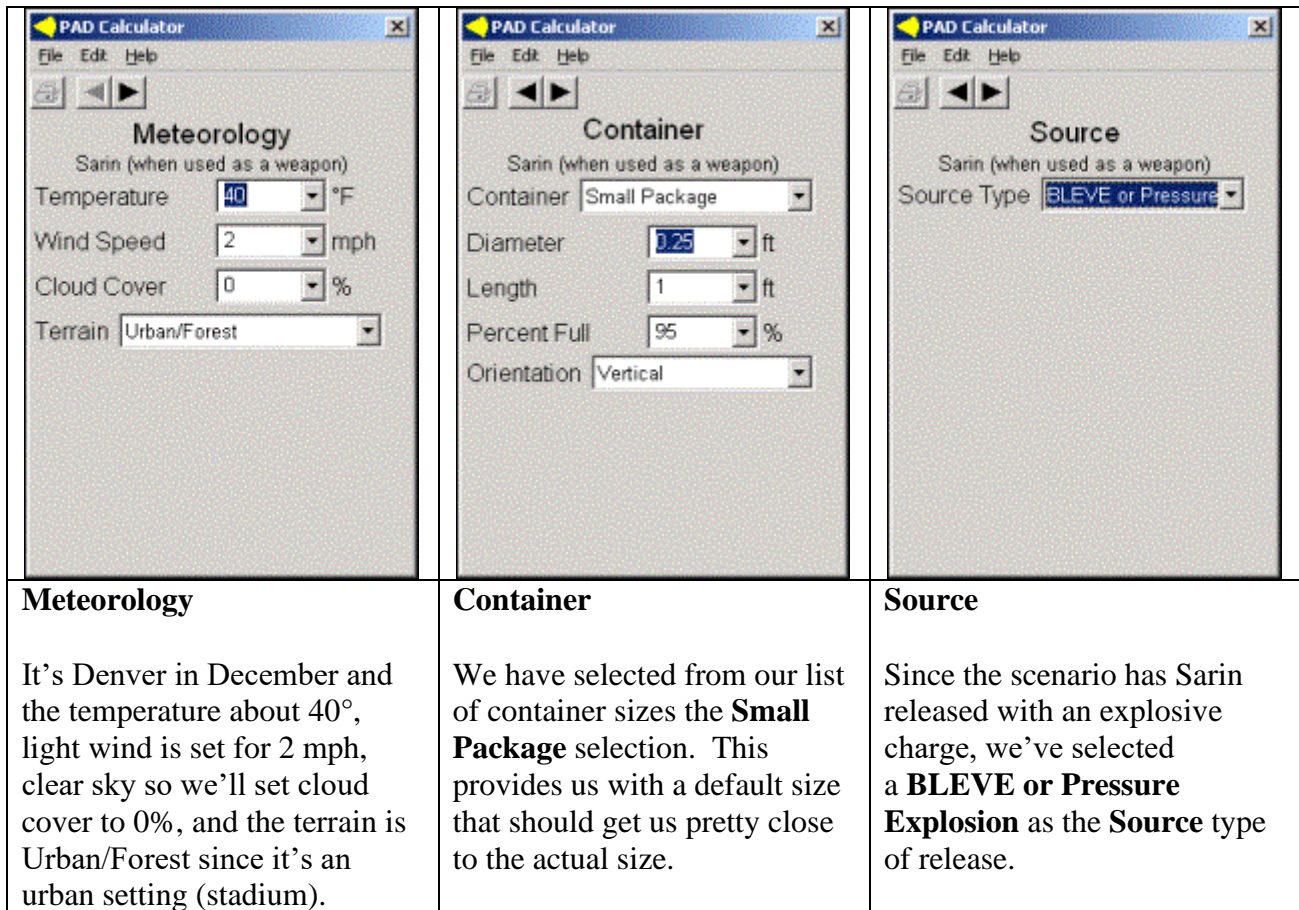 PAD Calculator
File Edit Help
Meteorology
Sarin (when used as a weapon)
Temperature 40 °F
Wind Speed 2 mph
Cloud Cover 0 %
Terrain Urban/Forest
PAD Calculator
File Edit Help
Container
Sarin (when used as a weapon)
Container Small Package
Diameter 0.25 ft
Length 1 ft
Percent Full 95 %
Orientation Vertical
PAD Calculator
File Edit Help
Source
Sarin (when used as a weapon)
Source Type BLEVE or Pressure
Meteorology
It’s Denver in December and
the temperature about 40°,
light wind is set for 2 mph,
clear sky so we’ll set cloud
cover to 0%, and the terrain is
Urban/Forest since it’s an
urban setting (stadium).
Container
We have selected from our list
of container sizes the Small
Package selection.  This
provides us with a default size
that should get us pretty close
to the actual size.
Source
Since the scenario has Sarin
released with an explosive
charge, we’ve selected
a BLEVE or Pressure
Explosion as the Source type
of release.